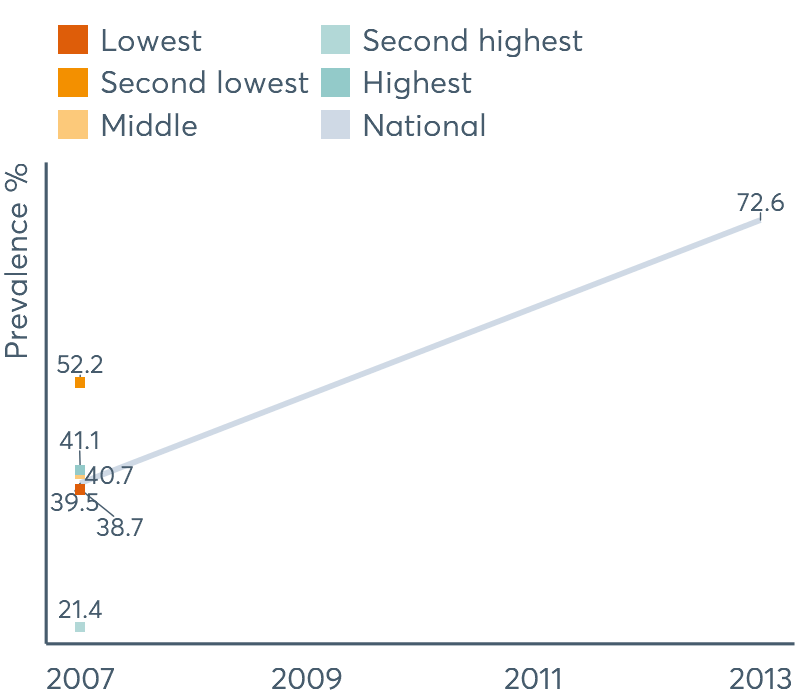 Lowest
Second lowest
Middle
Second highest
Highest
National
Prevalence %
72.6
52.2
41.1
40.7
39.5
38.7
21.4
2007 2009 2011 2013